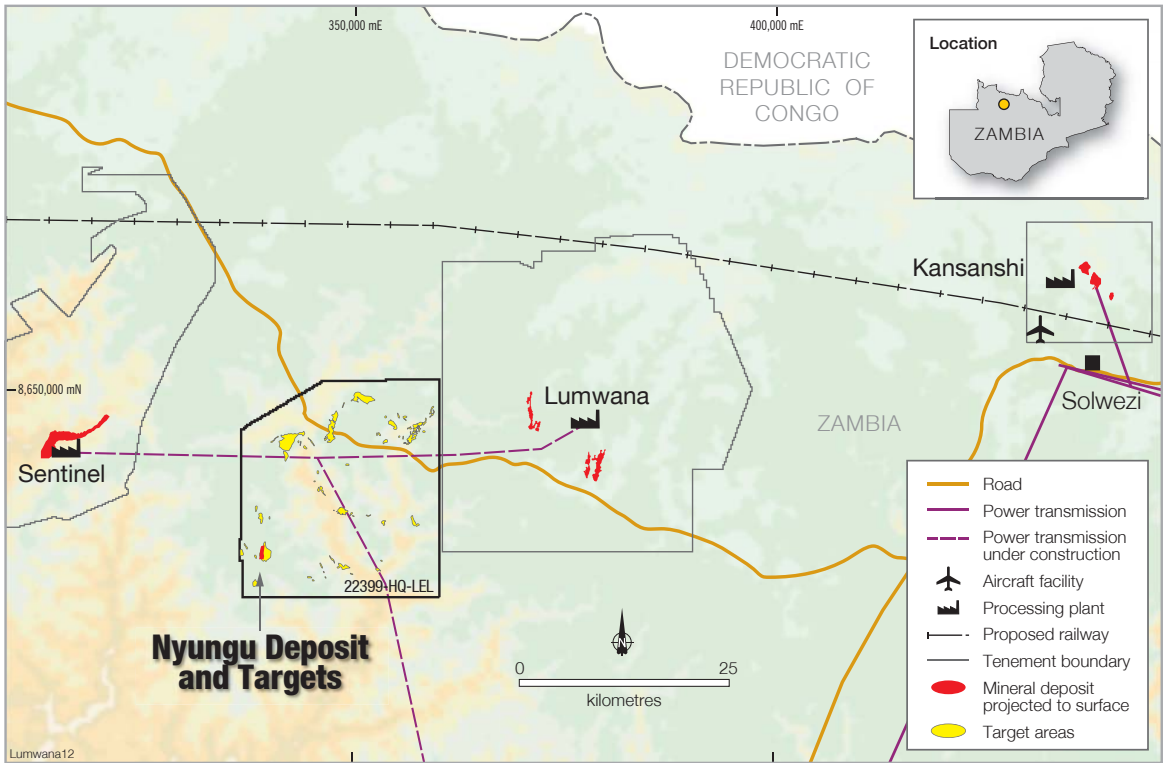 350,000 mE
400,000 mE
DEMOCRATIC
REPUBLIC OF
CONGO
Location
ZAMBIA
Kansanshi
8,650,000 mN
Lumwana
Solwezi
ZAMBIA
Sentinel
22399-HQ-LEL
Nyungu Deposit
and Targets
N
0 25
kilometres
Road
Power transmission
Power transmission
under construction
Aircraft facility
Processing plant
Proposed railway
Tenement boundary
Mineral deposit
projected to surface
Target areas
Lumwana12